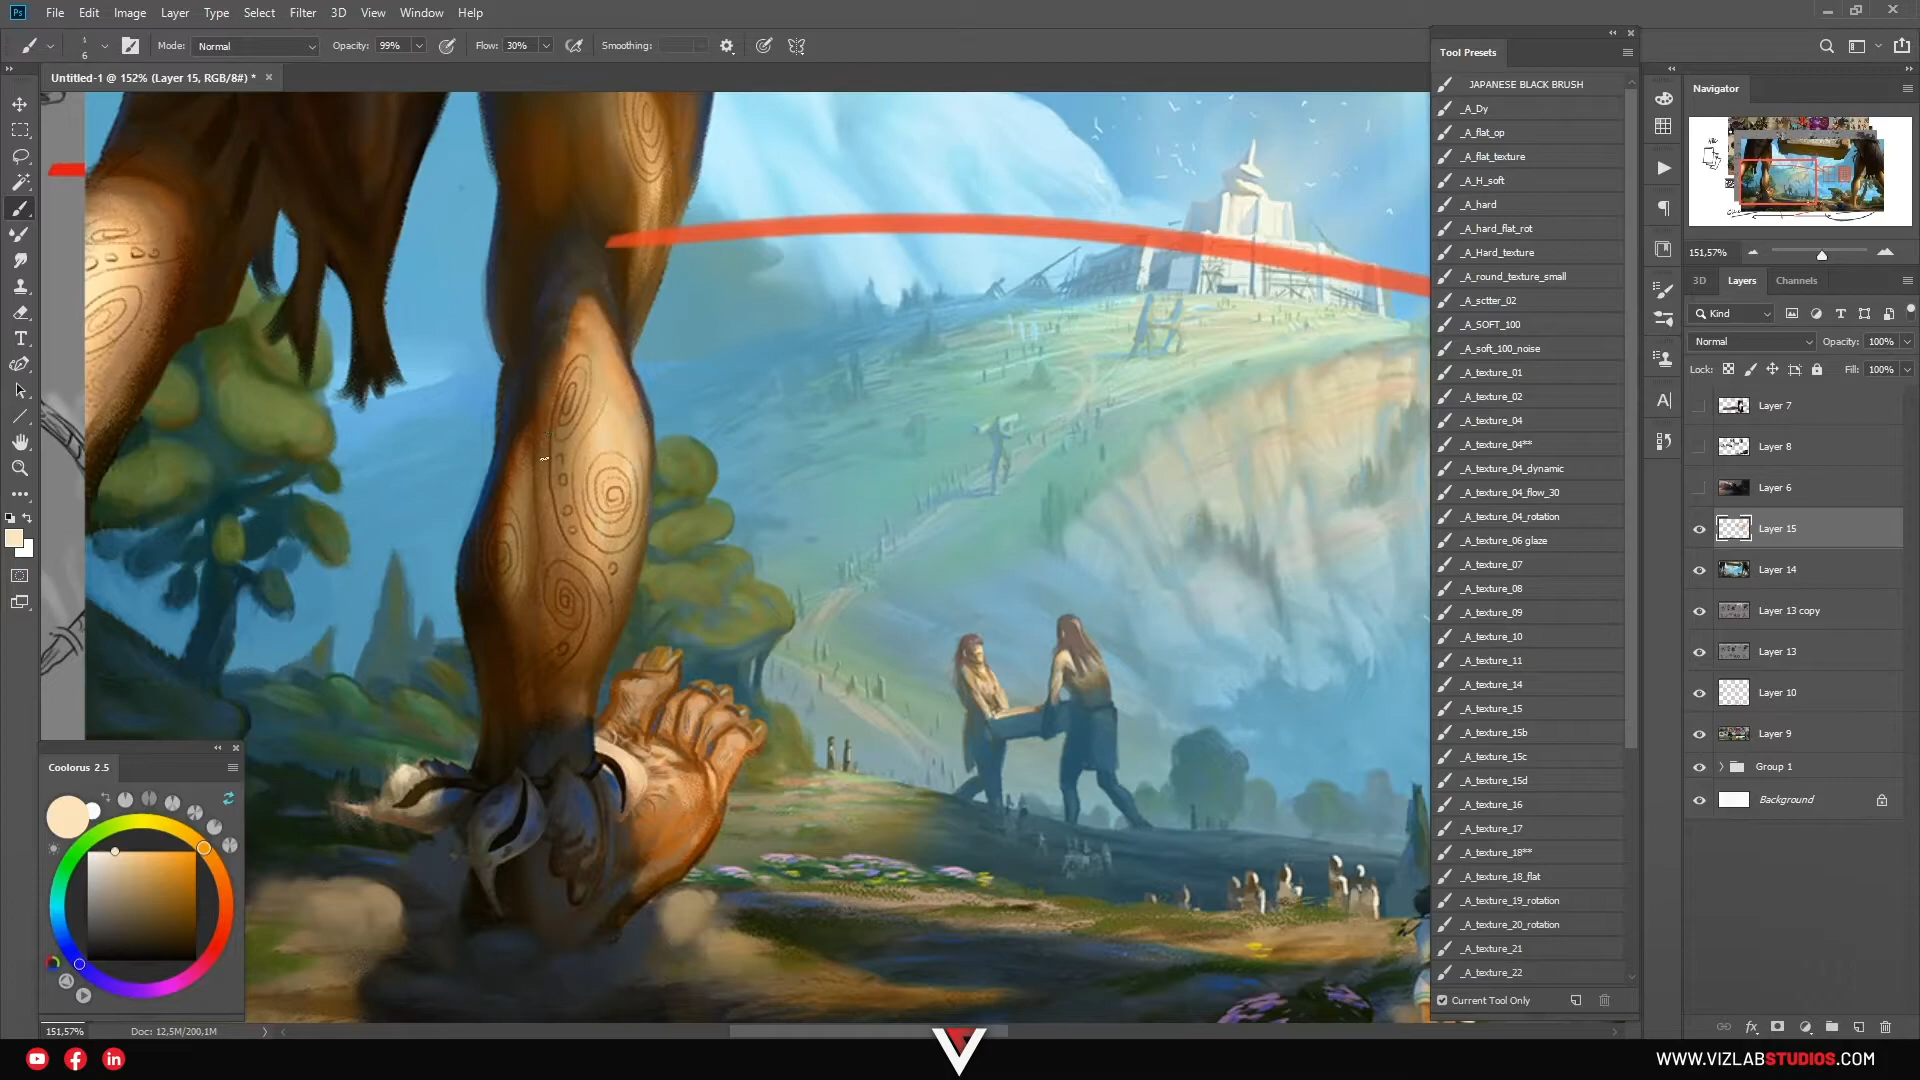 Ps File Edit Image Layer Type Select Filter 3D View Window Help
6 Mode: Normal Opacity: 99% Flow: 30% Smoothing:
Untitled-1 @ 152% (Layer 15, RGB/8#) *
Tool Presets
JAPANESE BLACK BRUSH
_A_Dy
_A_flat_op
_A_flat_texture
_A_H_soft
_A_hard
_A_hard_flat_rot
_A_Hard_texture
_A_round_texture_small
_A_sctter_02
_A_SOFT_100
_A_soft_100_noise
_A_texture_01
_A_texture_02
_A_texture_04
_A_texture_04**
_A_texture_04_dynamic
_A_texture_04_flow_30
_A_texture_04_rotation
_A_texture_06 glaze
_A_texture_07
_A_texture_08
_A_texture_09
_A_texture_10
_A_texture_11
_A_texture_14
_A_texture_15
_A_texture_15b
_A_texture_15c
_A_texture_15d
_A_texture_16
_A_texture_17
_A_texture_18**
_A_texture_18_flat
_A_texture_19_rotation
_A_texture_20_rotation
_A_texture_21
_A_texture_22
Current Tool Only
Navigator
151,57%
3D Layers Channels
Kind
Normal Opacity: 100%
Lock: Fill: 100%
Layer 7
Layer 8
Layer 6
Layer 15
Layer 14
Layer 13 copy
Layer 13
Layer 10
Layer 9
Group 1
Background
Coolorus 2.5
151,57% Doc: 12,5M/200,1M
WWW.VIZLABSTUDIOS.COM